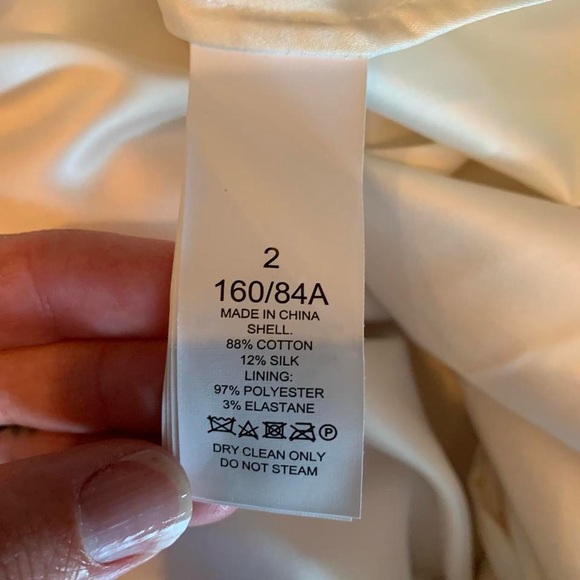 2
160/84A
MADE IN CHINA
SHELL.
88% COTTON
12% SILK
LINING:
97% POLYESTER
3% ELASTANE
P
DRY CLEAN ONLY
DO NOT STEAM